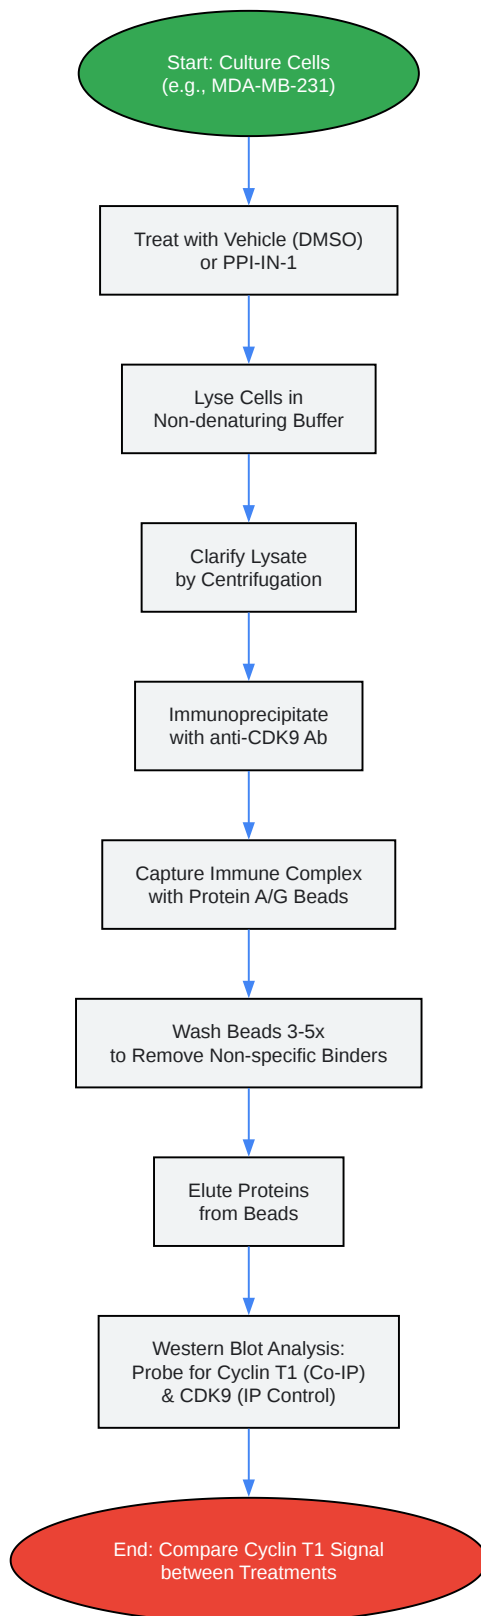 Start: Culture Cells
(e.g., MDA-MB-231)
Treat with Vehicle (DMSO)
or PPI-IN-1
Lyse Cells in
Non-denaturing Buffer
Clarify Lysate
by Centrifugation
Immunoprecipitate
with anti-CDK9 Ab
Capture Immune Complex
with Protein A/G Beads
Wash Beads 3-5x
to Remove Non-specific Binders
Elute Proteins
from Beads
Western Blot Analysis:
Probe for Cyclin T1 (Co-IP)
& CDK9 (IP Control)
End: Compare Cyclin T1 Signal
between Treatments